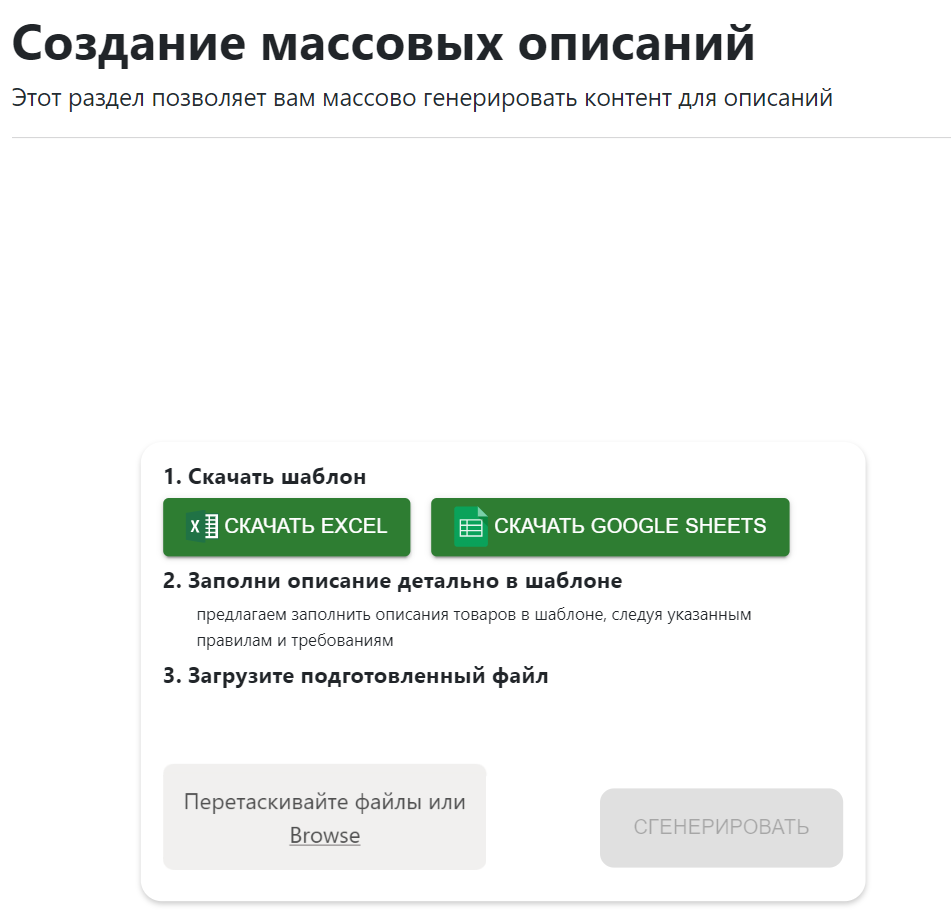 Создание массовых описаний
Этот раздел позволяет вам массово генерировать контент для описаний
1. Скачать шаблон
X СКАЧАТЬ EXCEL
СКАЧАТЬ GOOGLE SHEETS
2. Заполни описание детально в шаблоне
предлагаем заполнить описания товаров в шаблоне, следуя указанным
правилам и требованиям
3. Загрузите подготовленный файл
Перетаскивайте файлы или
Browse
СГЕНЕРИРОВАТЬ